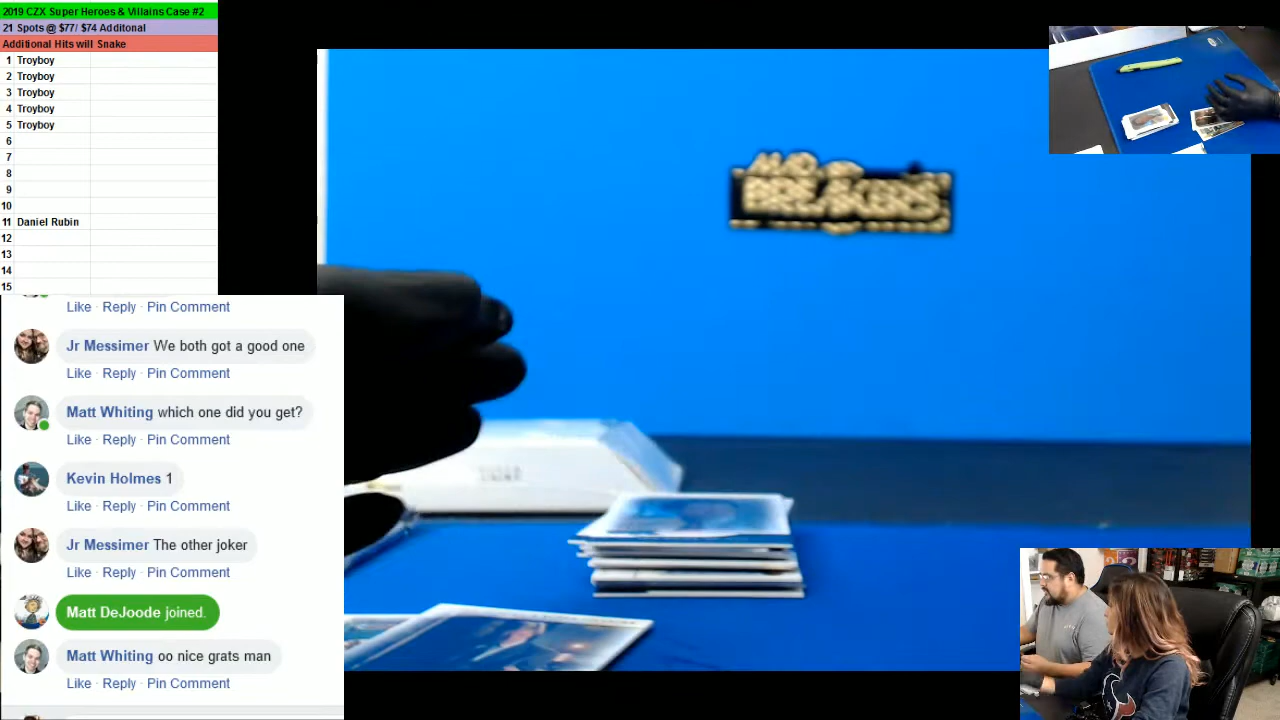 2019 CZX Super Heroes & Villains Case #2
21 Spots @ $77/ $74 Additonal
Additional Hits will Snake
1 Troyboy
2 Troyboy
3 Troyboy
4 Troyboy
5 Troyboy
6
7
8
9
10
11 Daniel Rubin
12
13
14
15
Like · Reply · Pin Comment
Jr Messimer We both got a good one
Like · Reply · Pin Comment
Matt Whiting which one did you get?
Like · Reply · Pin Comment
Kevin Holmes 1
Like · Reply · Pin Comment
Jr Messimer The other joker
Like · Reply · Pin Comment
Matt DeJoode joined.
Matt Whiting oo nice grats man
Like · Reply · Pin Comment
BREAKERS